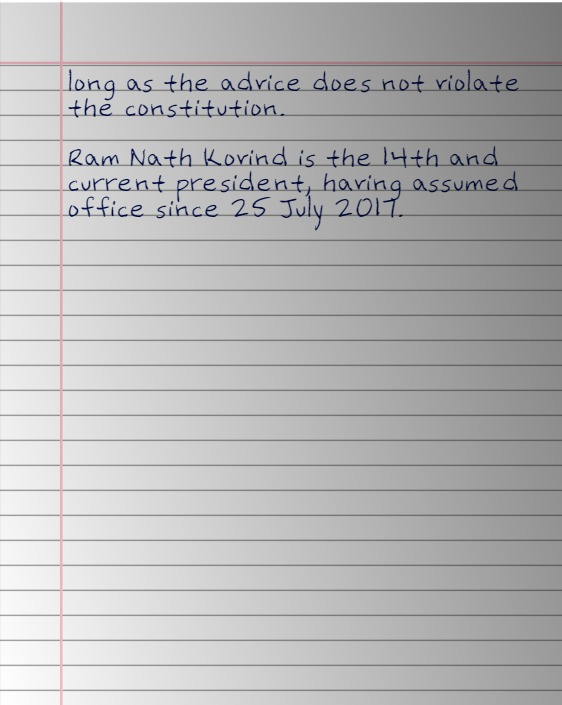 long as the advice does not violate
the constitution.
Ram Nath Kovind is the 14th and
current president, having assumed
office since 25 July 2017.